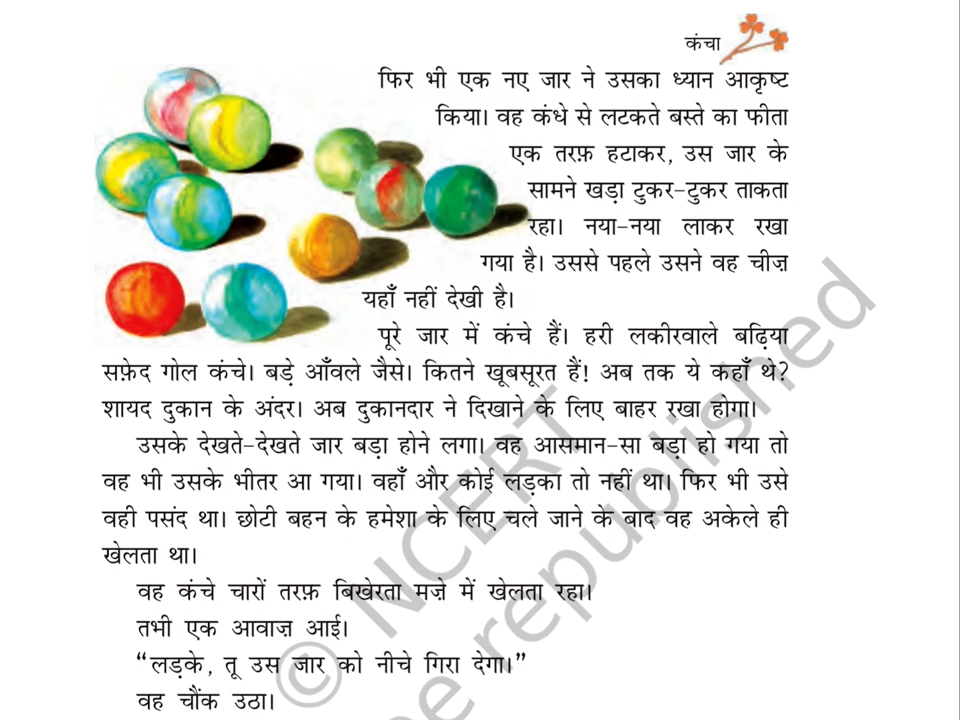 कंचा
फिर भी एक नए जार ने उसका ध्यान आकृष्ट
किया। वह कंधे से लटकते बस्ते का फीता
एक तरफ़ हटाकर, उस जार के
सामने खड़ा टुकर-टुकर ताकता
रहा। नया-नया लाकर रखा
गया है। उससे पहले उसने वह चीज़
यहाँ नहीं देखी है।
पूरे जार में कंचे हैं। हरी लकीरवाले बढ़िया
सफ़ेद गोल कंचे। बड़े आँवले जैसे। कितने खूबसूरत हैं! अब तक ये कहाँ थे?
शायद दुकान के अंदर। अब दुकानदार ने दिखाने के लिए बाहर रखा होगा।
उसके देखते-देखते जार बड़ा होने लगा। वह आसमान-सा बड़ा हो गया तो
वह भी उसके भीतर आ गया। वहाँ और कोई लड़का तो नहीं था। फिर भी उसे
वही पसंद था। छोटी बहन के हमेशा के लिए चले जाने के बाद वह अकेले ही
खेलता था।
वह कंचे चारों तरफ़ बिखेरता मज़े में खेलता रहा।
तभी एक आवाज़ आई।
“लड़के, तू उस जार को नीचे गिरा देगा।”
वह चौंक उठा।
© NCERT
be republished